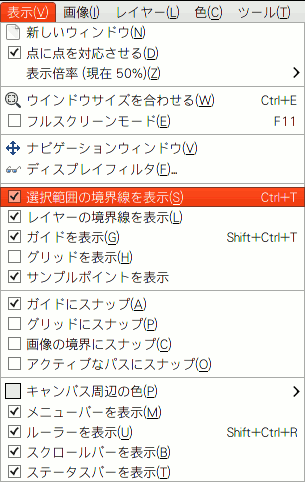 表示(V) 画像(I) レイヤー(L) 色(C) ツール(T)
新しいウィンドウ(N)
点に点を対応させる(D)
表示倍率 (現在 50%)(Z)
ウインドウサイズを合わせる(W) Ctrl+E
フルスクリーンモード(E) F11
ナビゲーションウィンドウ(V)
ディスプレイフィルタ(F)...
選択範囲の境界線を表示(S) Ctrl+T
レイヤーの境界線を表示(L)
ガイドを表示(G) Shift+Ctrl+T
グリッドを表示(H)
サンプルポイントを表示
ガイドにスナップ(A)
グリッドにスナップ(P)
画像の境界にスナップ(C)
アクティブなパスにスナップ(O)
キャンバス周辺の色(P)
メニューバーを表示(M)
ルーラーを表示(U) Shift+Ctrl+R
スクロールバーを表示(B)
ステータスバーを表示(T)